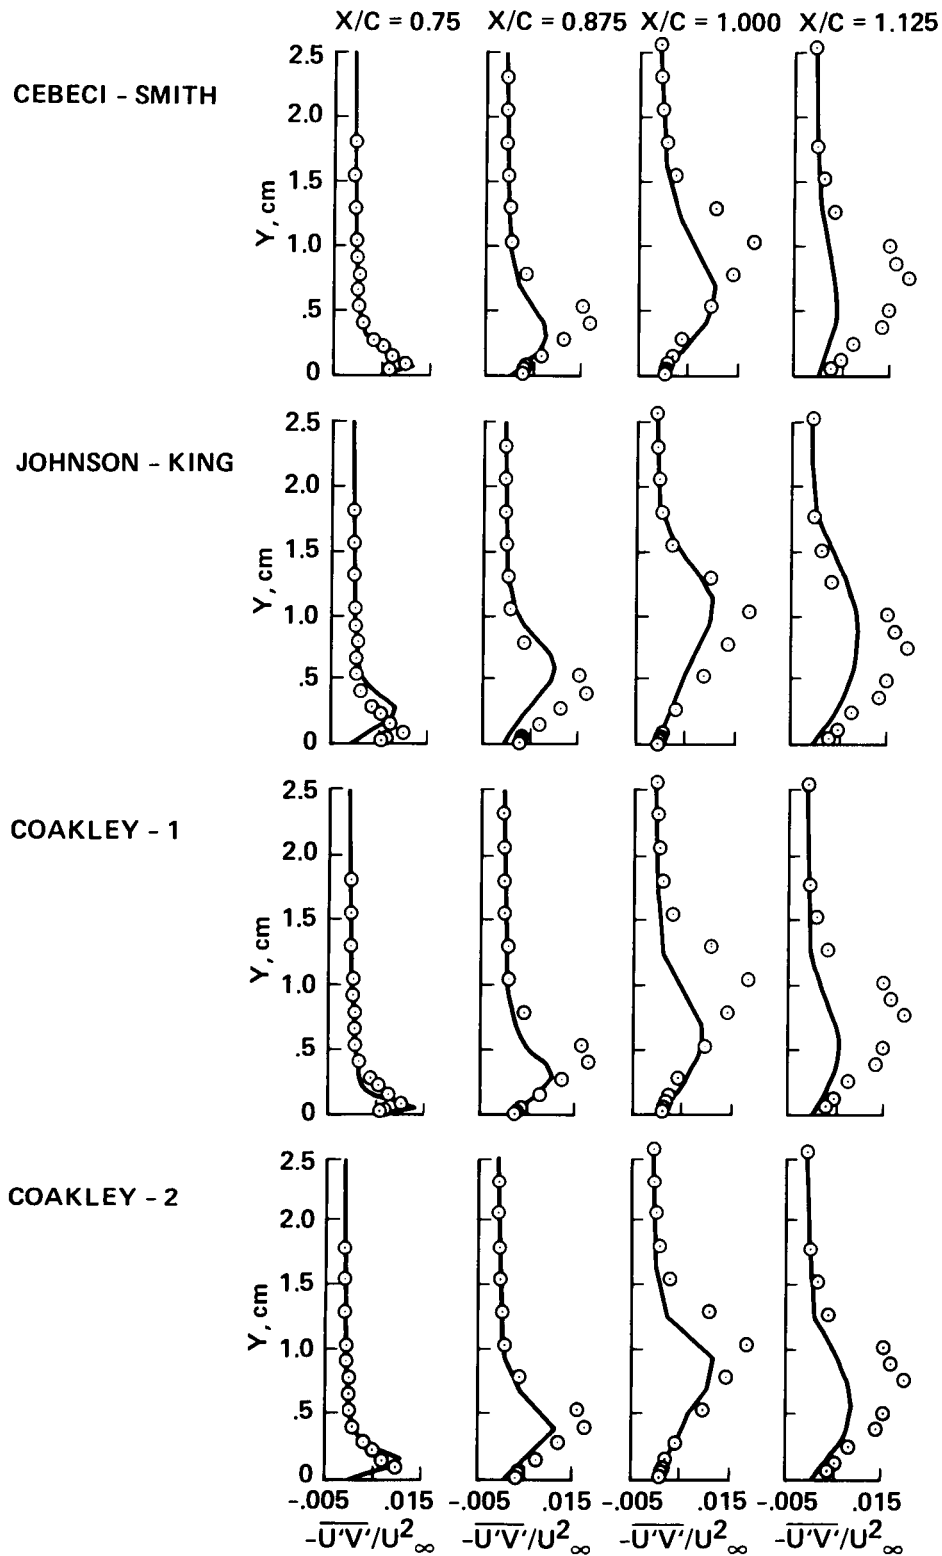 X/C = 0.75 X/C = 0.875 X/C = 1.000 X/C = 1.125
CEBECI - SMITH
2.5
2.0
1.5
1.0
.5
0
Y, cm
JOHNSON - KING
2.5
2.0
1.5
1.0
.5
0
Y, cm
COAKLEY - 1
2.5
2.0
1.5
1.0
.5
0
Y, cm
COAKLEY - 2
2.5
2.0
1.5
1.0
.5
0
Y, cm
-.005 .015 -.005 .015 -.005 .015 -.005 .015
-U'V'/U²∞ -U'V'/U²∞ -U'V'/U²∞ -U'V'/U²∞